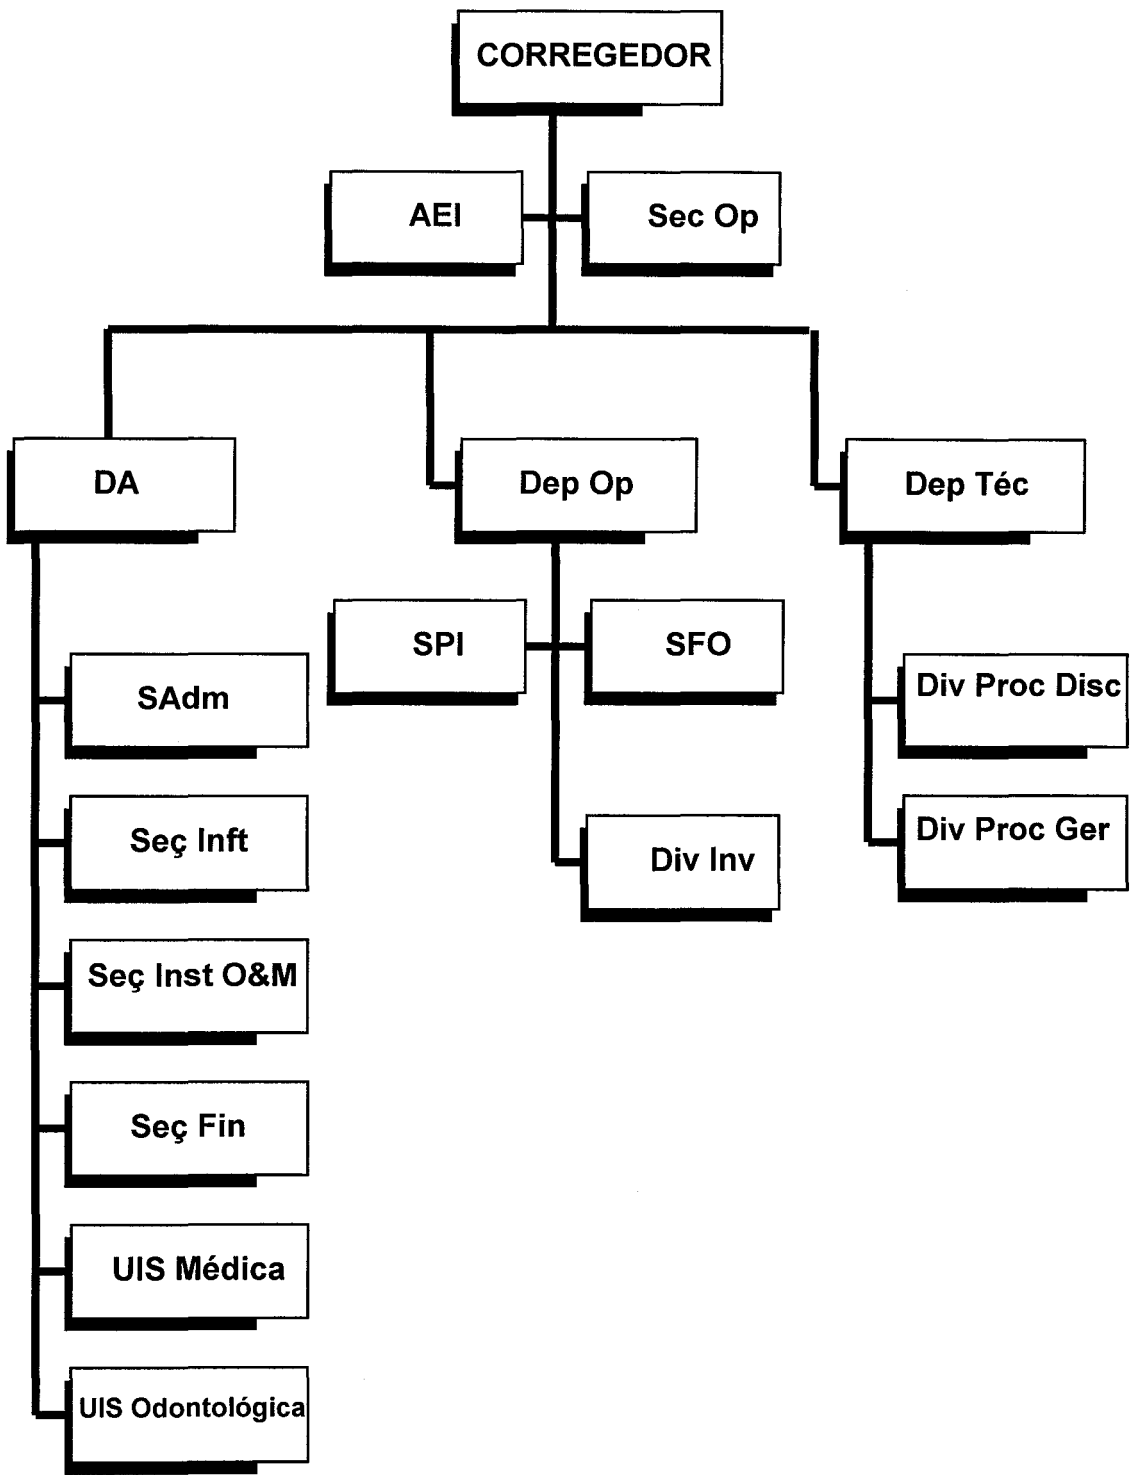 CORREGEDOR
AEI
Sec Op
DA
Dep Op
Dep Téc
SPI
SFO
SAdm
Div Proc Disc
Seç Inft
Div Proc Ger
Div Inv
Seç Inst O&M
Seç Fin
UIS Médica
UIS Odontológica